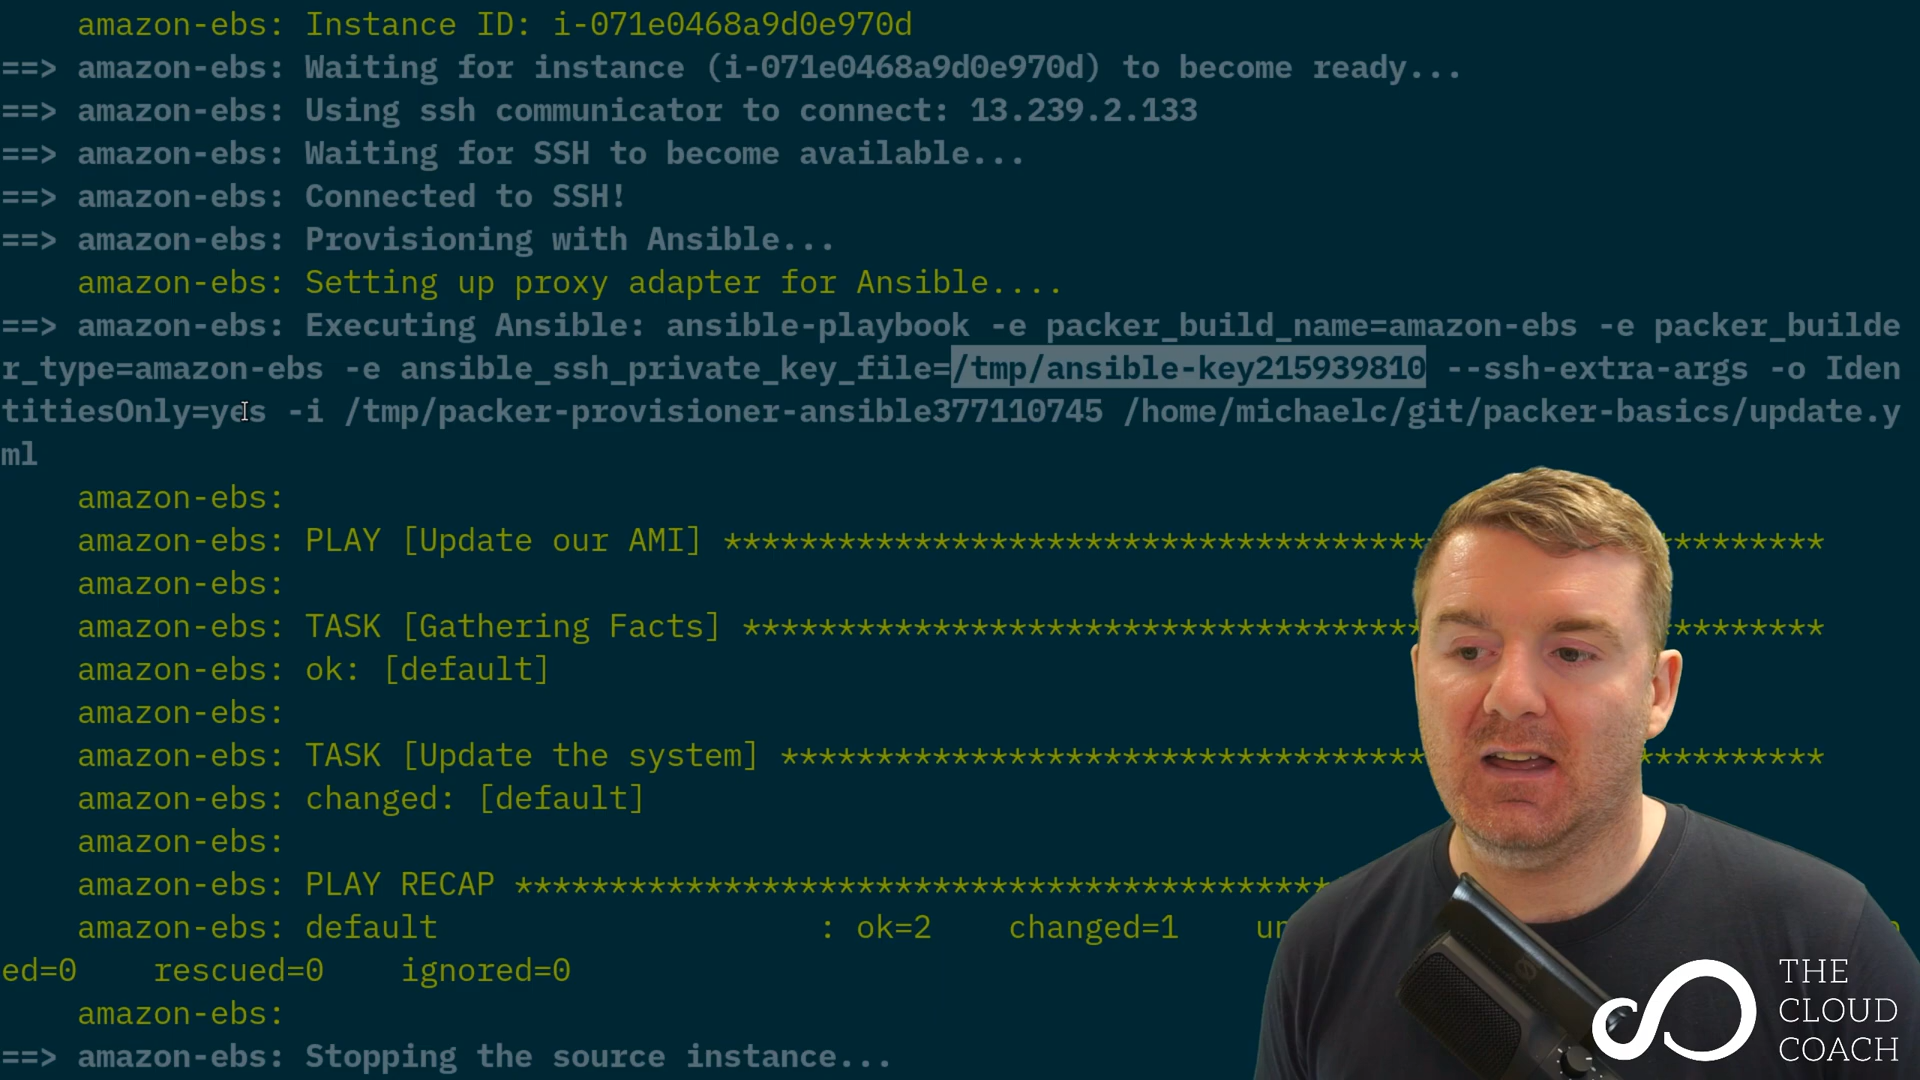 amazon-ebs: Instance ID: i-071e0468a9d0e970d
==> amazon-ebs: Waiting for instance (i-071e0468a9d0e970d) to become ready...
==> amazon-ebs: Using ssh communicator to connect: 13.239.2.133
==> amazon-ebs: Waiting for SSH to become available...
==> amazon-ebs: Connected to SSH!
==> amazon-ebs: Provisioning with Ansible...
amazon-ebs: Setting up proxy adapter for Ansible....
==> amazon-ebs: Executing Ansible: ansible-playbook -e packer_build_name=amazon-ebs -e packer_builde
r_type=amazon-ebs -e ansible_ssh_private_key_file=/tmp/ansible-key215939810 --ssh-extra-args -o Iden
titiesOnly=yes -i /tmp/packer-provisioner-ansible377110745 /home/michaelc/git/packer-basics/update.y
ml
amazon-ebs:
amazon-ebs: PLAY [Update our AMI] *********************************************
amazon-ebs:
amazon-ebs: TASK [Gathering Facts] ********************************************
amazon-ebs: ok: [default]
amazon-ebs:
amazon-ebs: TASK [Update the system] ******************************************
amazon-ebs: changed: [default]
amazon-ebs:
amazon-ebs: PLAY RECAP *******************************************
amazon-ebs: default : ok=2 changed=1
ed=0 rescued=0 ignored=0
amazon-ebs:
==> amazon-ebs: Stopping the source instance...
THE
CLOUD
COACH